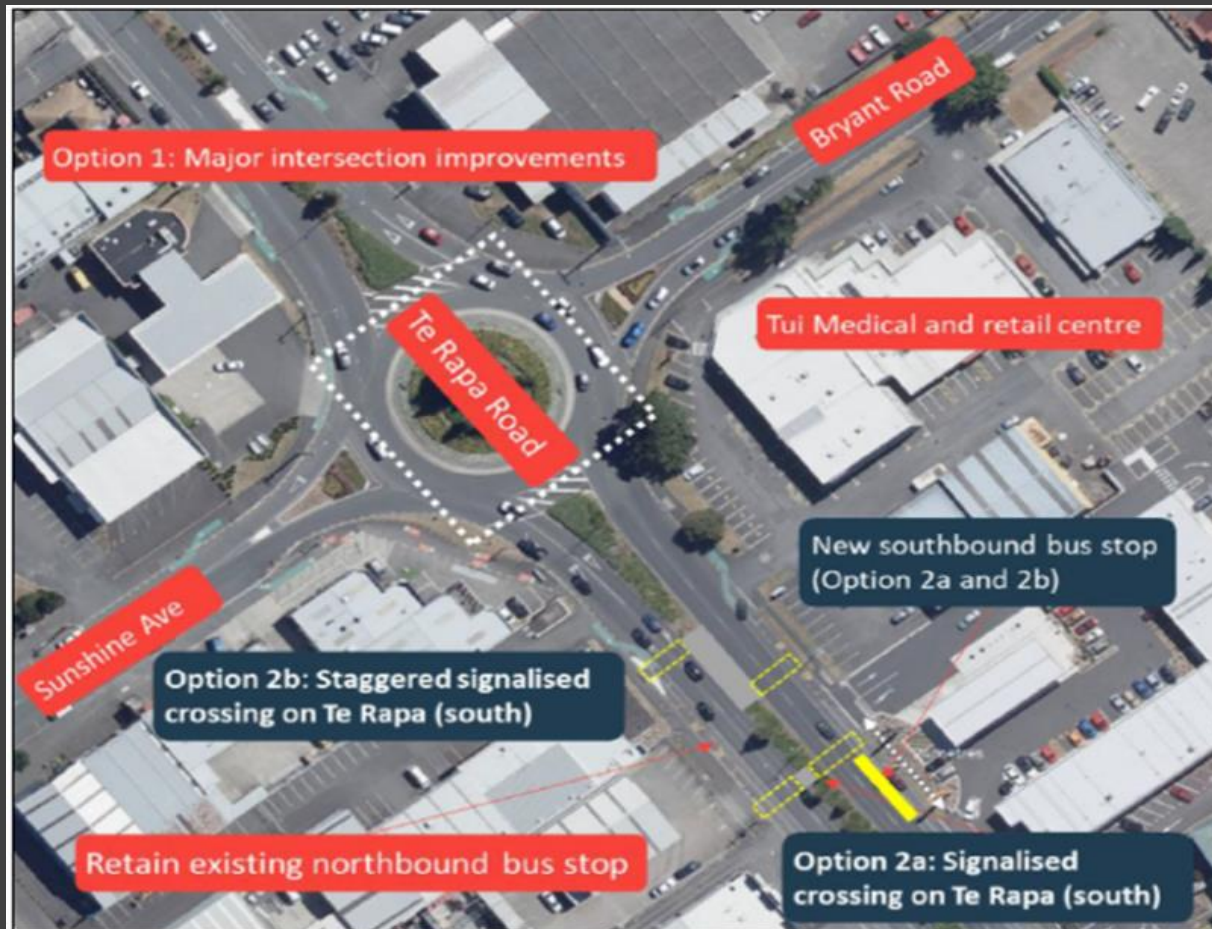 Bryant Road
Option 1: Major intersection improvements
Te Rapa Road
Tui Medical and retail centre
New southbound bus stop
(Option 2a and 2b)
Sunshine Ave
Option 2b: Staggered signalised
crossing on Te Rapa (south)
Retain existing northbound bus stop
Option 2a: Signalised
crossing on Te Rapa (south)